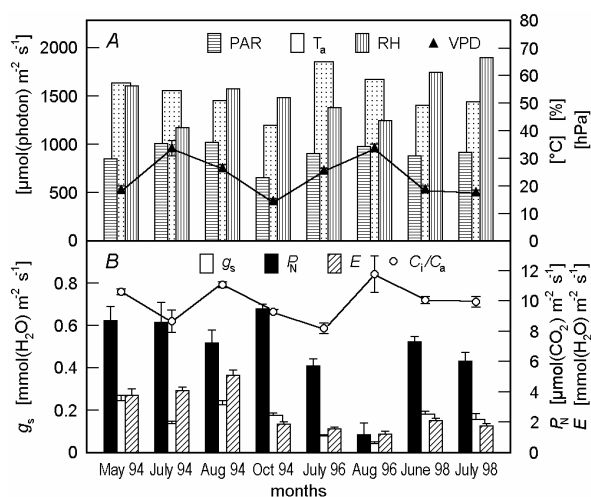 A
PAR Tₐ RH VPD
[µmol(photon) m⁻² s⁻¹]
2000
1500
1000
500
0
80
70
60
50
40
30
20
10
0
[°C] [%]
[hPa]
B
gₛ P_N E Cᵢ/Cₐ
gₛ [mmol(H₂O) m⁻² s⁻¹]
0.8
0.6
0.4
0.2
0
12
10
8
6
4
2
0
P_N [µmol(CO₂) m⁻² s⁻¹]
E [mmol(H₂O) m⁻² s⁻¹]
May 94 July 94 Aug 94 Oct 94 July 96 Aug 96 June 98 July 98
months